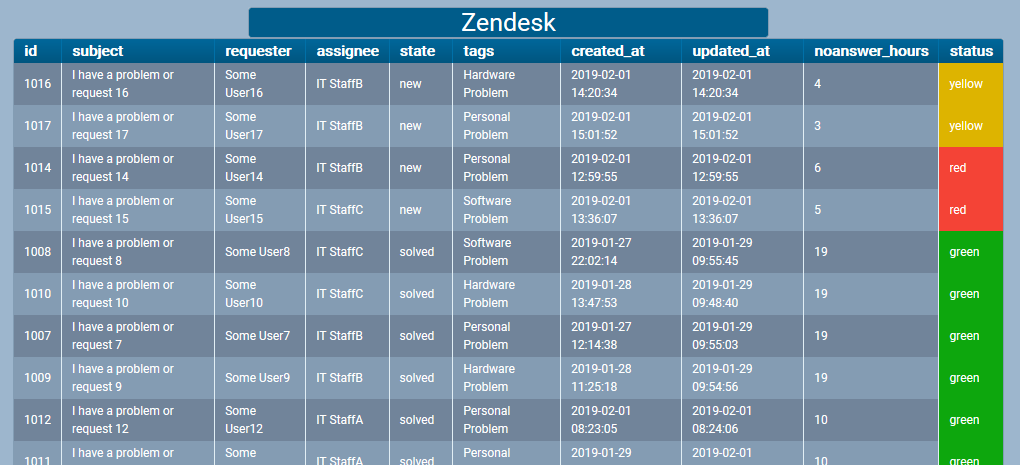 Zendesk
id subject requester assignee state tags created_at updated_at noanswer_hours status
1016 I have a problem or request 16 Some User16 IT StaffB new Hardware Problem 2019-02-01 14:20:34 2019-02-01 14:20:34 4 yellow
1017 I have a problem or request 17 Some User17 IT StaffB new Personal Problem 2019-02-01 15:01:52 2019-02-01 15:01:52 3 yellow
1014 I have a problem or request 14 Some User14 IT StaffB new Personal Problem 2019-02-01 12:59:55 2019-02-01 12:59:55 6 red
1015 I have a problem or request 15 Some User15 IT StaffC new Software Problem 2019-02-01 13:36:07 2019-02-01 13:36:07 5 red
1008 I have a problem or request 8 Some User8 IT StaffC solved Software Problem 2019-01-27 22:02:14 2019-01-29 09:55:45 19 green
1010 I have a problem or request 10 Some User10 IT StaffC solved Hardware Problem 2019-01-28 13:47:53 2019-01-29 09:48:40 19 green
1007 I have a problem or request 7 Some User7 IT StaffB solved Personal Problem 2019-01-27 12:14:38 2019-01-29 09:55:03 19 green
1009 I have a problem or request 9 Some User9 IT StaffB solved Hardware Problem 2019-01-28 11:25:18 2019-01-29 09:54:56 19 green
1012 I have a problem or request 12 Some User12 IT StaffA solved Personal Problem 2019-02-01 08:23:05 2019-02-01 08:24:06 10 green
1011 I have a problem or Some IT StaffA solved Personal 2019-01-29 2019-02-01 10 green